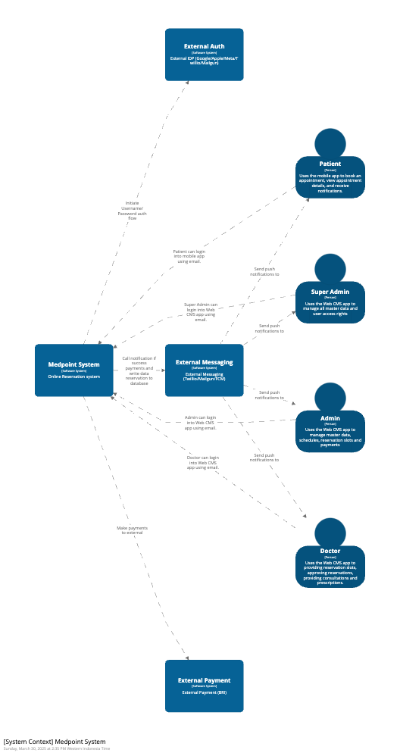 External Auth
[Software System]
External IDP (Google/Apple/Meta/T
wilio/Mailgun)
Patient
[Person]
Uses the mobile app to book an
appointment, view appointment
details, and receive
notifications.
Initiate
Username/
Password auth
flow
Patient can login
into mobile app
using email.
Send push
notifications to
Super Admin
[Person]
Uses the Web CMS app to
manage all master data and
user access rights
Super Admin can
login into Web
CMS app using
email.
Send push
notifications to
Medpoint System
[Software System]
Online Reservation system
Call notification if
success
payments and
write data
reservation to
database
External Messaging
[Software System]
External Messaging
(Twilio/Mailgun/FCM)
Send push
notifications to
Admin
[Person]
Uses the Web CMS app to
manage master data,
schedules, reservation slots and
payments
Admin can login
into Web CMS
app using email.
Doctor can login
into Web CMS
app using email.
Send push
notifications to
Make payments
to external
Doctor
[Person]
Uses the Web CMS app to
providing reservation slots,
approving reservations,
providing consultations and
prescriptions.
External Payment
[Software System]
External Payment (BRI)
[System Context] Medpoint System